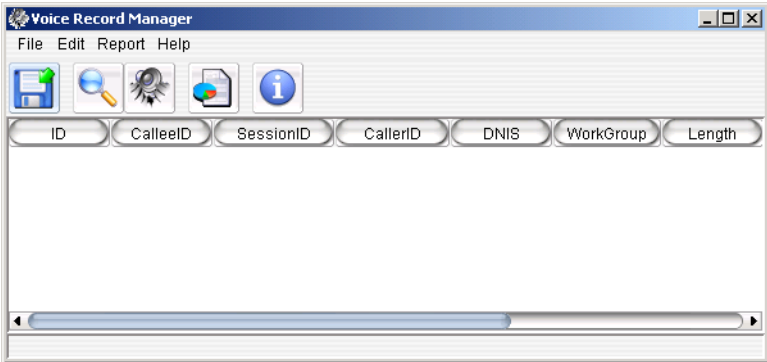 Voice Record Manager
File Edit Report Help
ID CalleeID SessionID CallerID DNIS WorkGroup Length